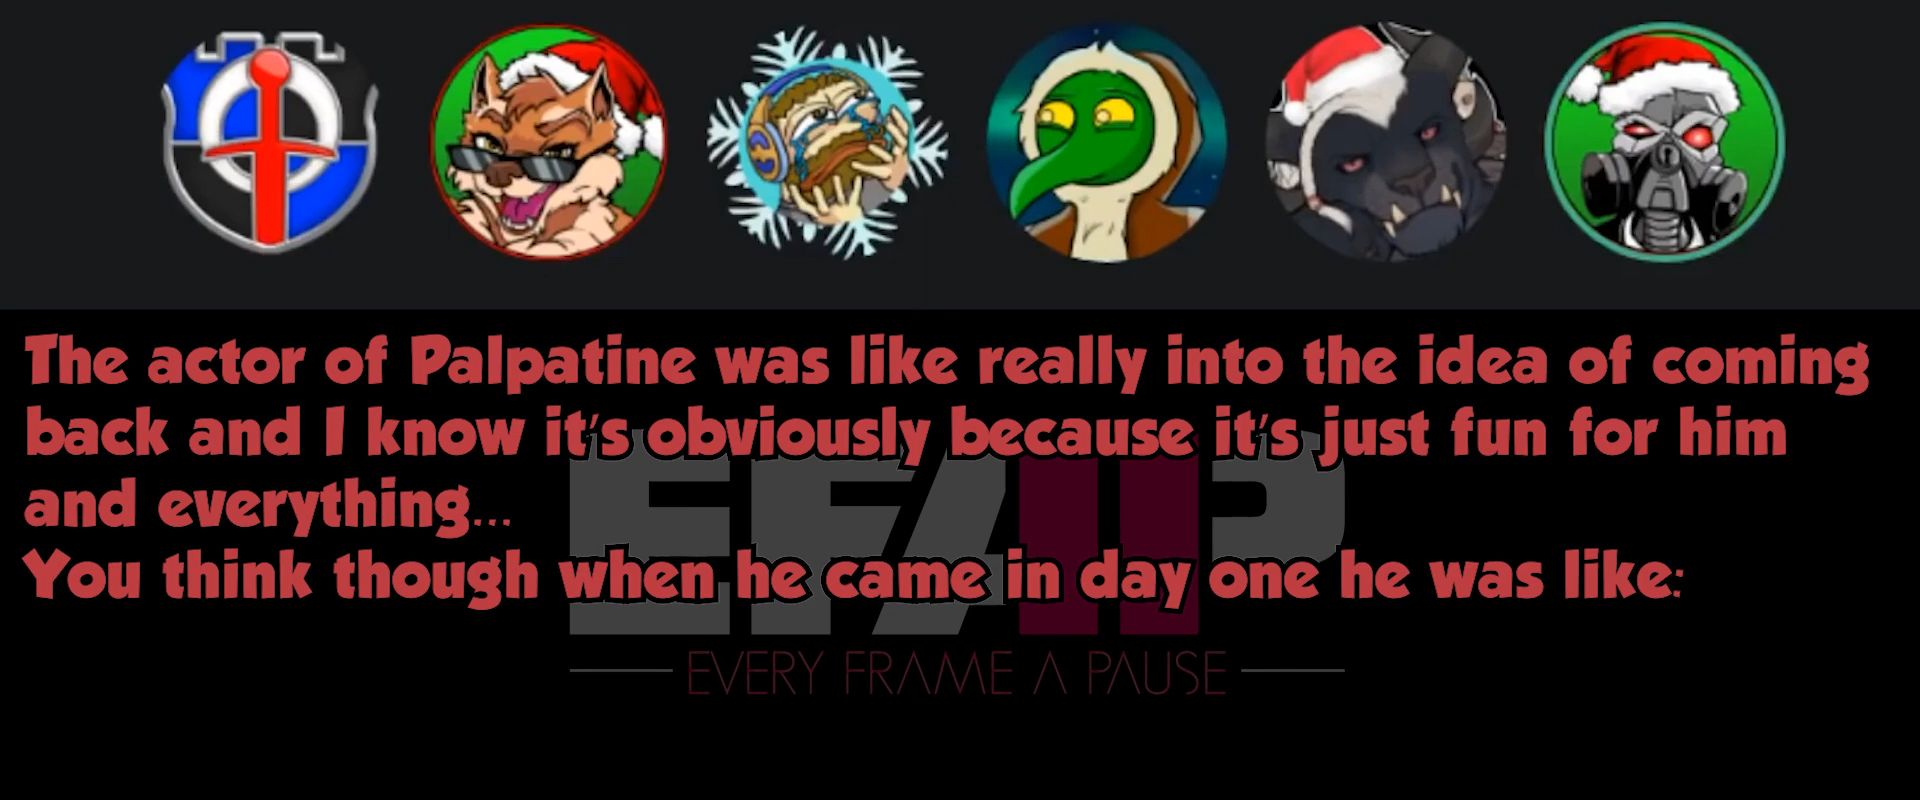 The actor of Palpatine was like really into the idea of coming
back and I know it's obviously because it's just fun for him
and everything...
You think though when he came in day one he was like:
EFAP
EVERY FRAME A PAUSE